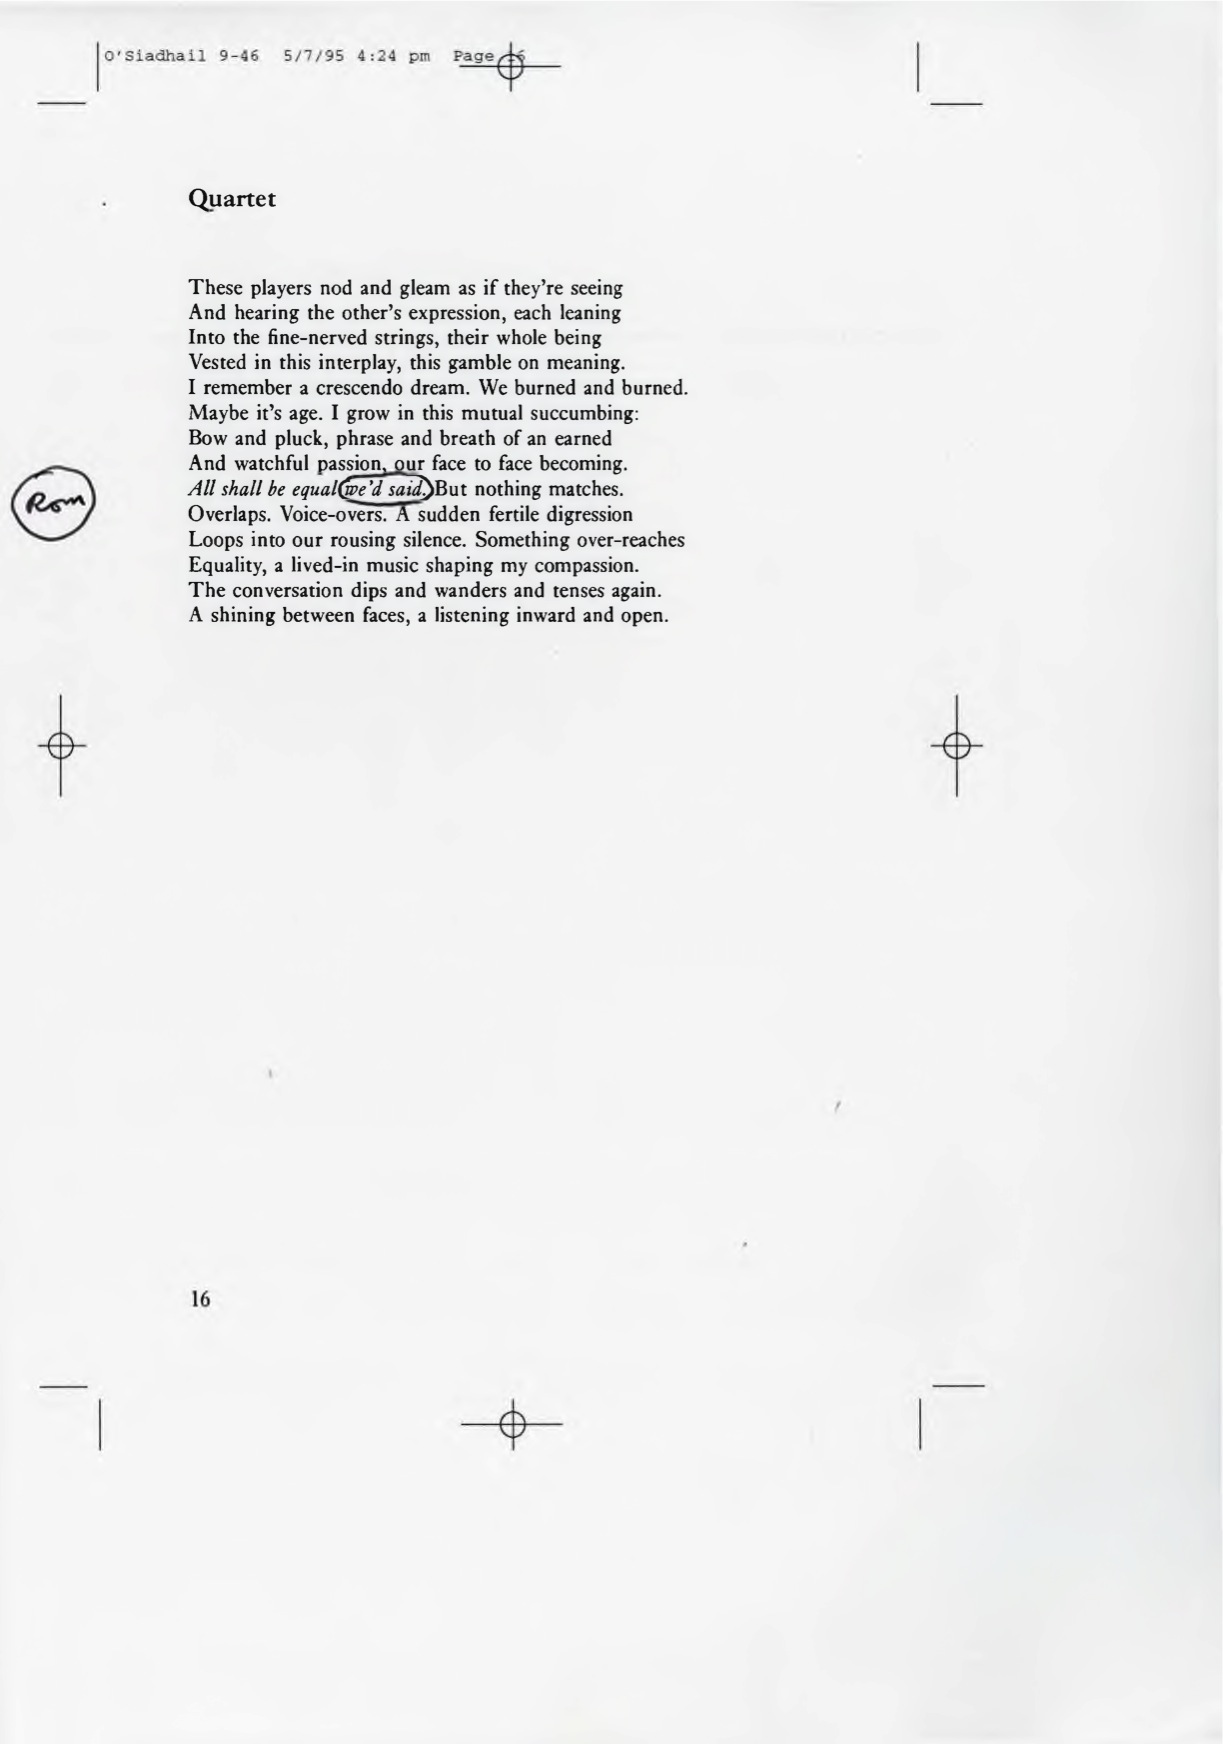 O'Siadhail 9-46 5/7/95 4:24 pm Page 16
Quartet
These players nod and gleam as if they're seeing
And hearing the other's expression, each leaning
Into the fine-nerved strings, their whole being
Vested in this interplay, this gamble on meaning.
I remember a crescendo dream. We burned and burned.
Maybe it's age. I grow in this mutual succumbing:
Bow and pluck, phrase and breath of an earned
And watchful passion, our face to face becoming.
Rom
All shall be equal we'd said. But nothing matches.
Overlaps. Voice-overs. A sudden fertile digression
Loops into our rousing silence. Something over-reaches
Equality, a lived-in music shaping my compassion.
The conversation dips and wanders and tenses again.
A shining between faces, a listening inward and open.
16